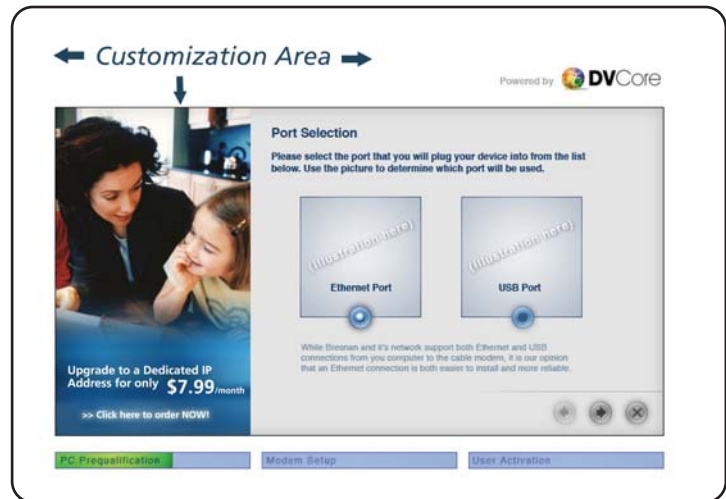 Customization Area
Powered by DVCore
Port Selection
Please select the port that you will plug your device into from the list
below. Use the picture to determine which port will be used.
(illustration here)
(illustration here)
Ethernet Port
USB Port
While Bresnan and it's network support both Ethernet and USB
connections from you computer to the cable modem, it is our opinion
that an Ethernet connection is both easier to install and more reliable.
Upgrade to a Dedicated IP
Address for only $7.99/month
>> Click here to order NOW!
PC Prequalification
Modem Setup
User Activation